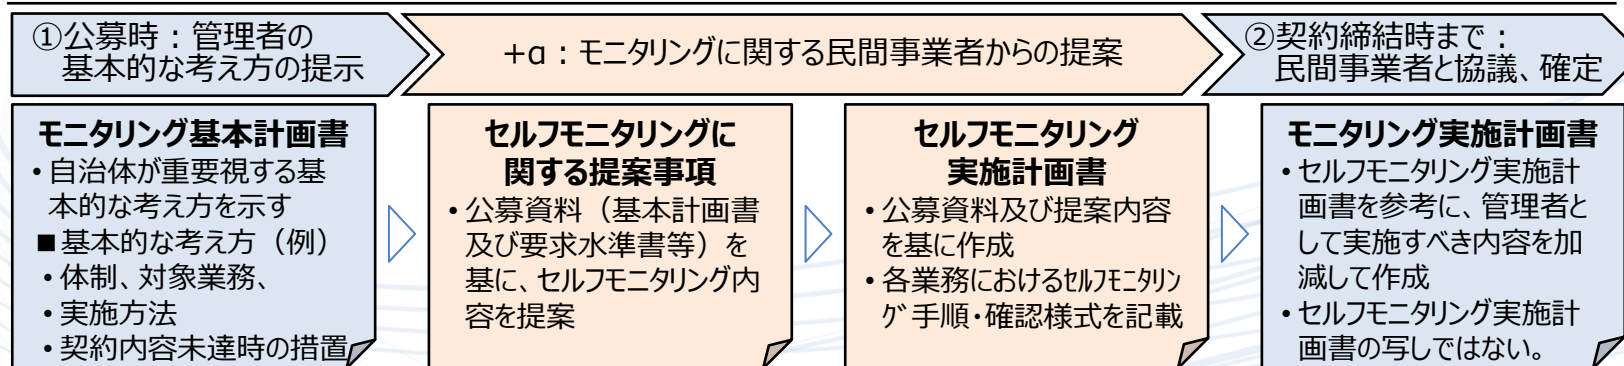 ①公募時：管理者の
基本的な考え方の提示
+α：モニタリングに関する民間事業者からの提案
②契約締結時まで：
民間事業者と協議、確定
モニタリング基本計画書
・自治体が重要視する基
本的な考え方を示す
■基本的な考え方（例）
・体制、対象業務、
・実施方法
・契約内容未達時の措置
セルフモニタリングに
関する提案事項
・公募資料（基本計画書
及び要求水準書等）を
基に、セルフモニタリング内
容を提案
セルフモニタリング
実施計画書
・公募資料及び提案内容
を基に作成
・各業務におけるｾﾙﾌﾓﾆﾀﾘﾝ
ｸﾞ手順・確認様式を記載
モニタリング実施計画書
・セルフモニタリング実施計
画書を参考に、管理者と
して実施すべき内容を加
減して作成
・セルフモニタリング実施計
画書の写しではない。